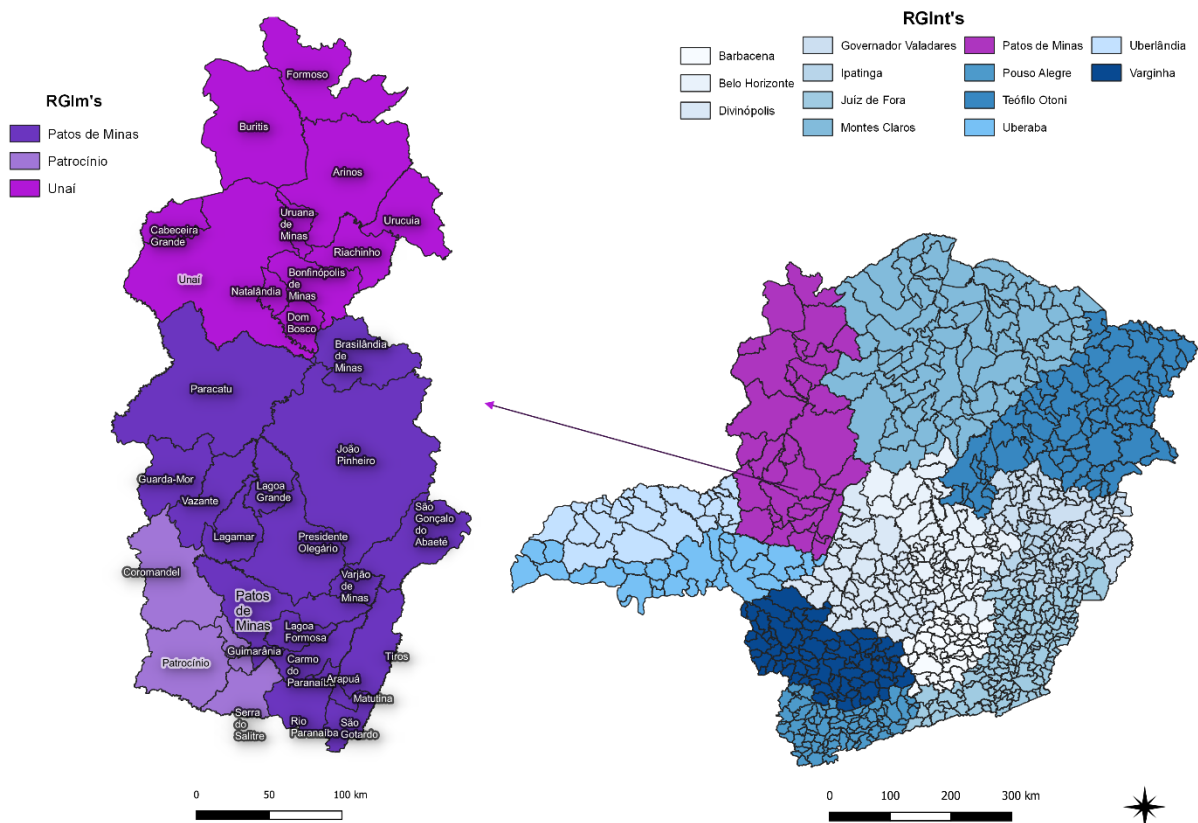 RGIm's
Patos de Minas
Patrocínio
Unaí
Formoso
Buritis
Arinos
Cabeceira
Grande
Uruana
de
Minas
Urucuia
Riachinho
Unaí
Bonfinópolis
de
Minas
Natalândia
Dom
Bosco
Brasilândia
de
Minas
Paracatu
João
Pinheiro
Guarda-Mor
Vazante
Lagoa
Grande
São
Gonçalo
do
Abaeté
Lagamar
Presidente
Olegário
Coromandel
Varjão
de
Minas
Patos
de
Minas
Lagoa
Formosa
Guimarânia
Tiros
Patrocínio
Carmo
do
Paranaíba
Arapuá
Matutina
Serra
do
Salitre
Rio
Paranaíba
São
Gotardo
0 50 100 km
RGInt's
Barbacena
Belo Horizonte
Divinópolis
Governador Valadares
Ipatinga
Juíz de Fora
Montes Claros
Patos de Minas
Pouso Alegre
Teófilo Otoni
Uberaba
Uberlândia
Varginha
0 100 200 300 km